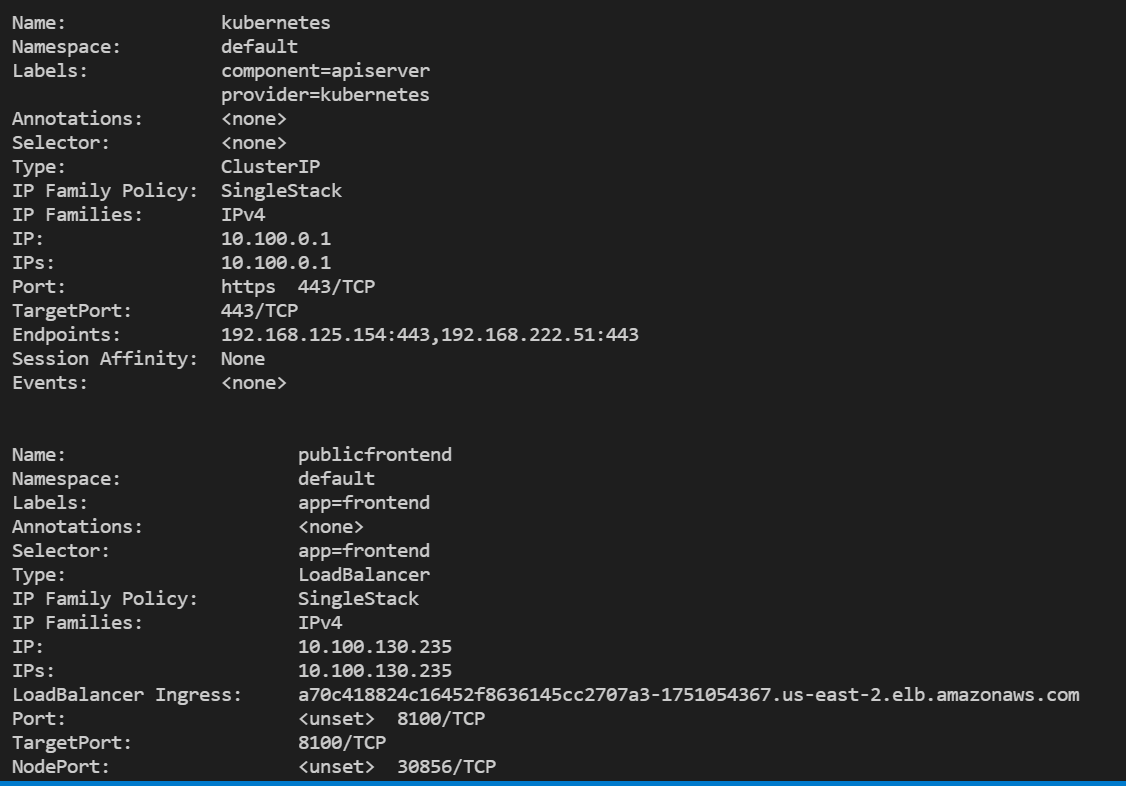 Name:              kubernetes
Namespace:         default
Labels:            component=apiserver
                   provider=kubernetes
Annotations:       <none>
Selector:          <none>
Type:              ClusterIP
IP Family Policy:  SingleStack
IP Families:       IPv4
IP:                10.100.0.1
IPs:               10.100.0.1
Port:              https  443/TCP
TargetPort:        443/TCP
Endpoints:         192.168.125.154:443,192.168.222.51:443
Session Affinity:  None
Events:            <none>
Name:                     publicfrontend
Namespace:                default
Labels:                   app=frontend
Annotations:              <none>
Selector:                 app=frontend
Type:                     LoadBalancer
IP Family Policy:         SingleStack
IP Families:              IPv4
IP:                       10.100.130.235
IPs:                      10.100.130.235
LoadBalancer Ingress:     a70c418824c16452f8636145cc2707a3-1751054367.us-east-2.elb.amazonaws.com
Port:                     <unset>  8100/TCP
TargetPort:               8100/TCP
NodePort:                 <unset>  30856/TCP